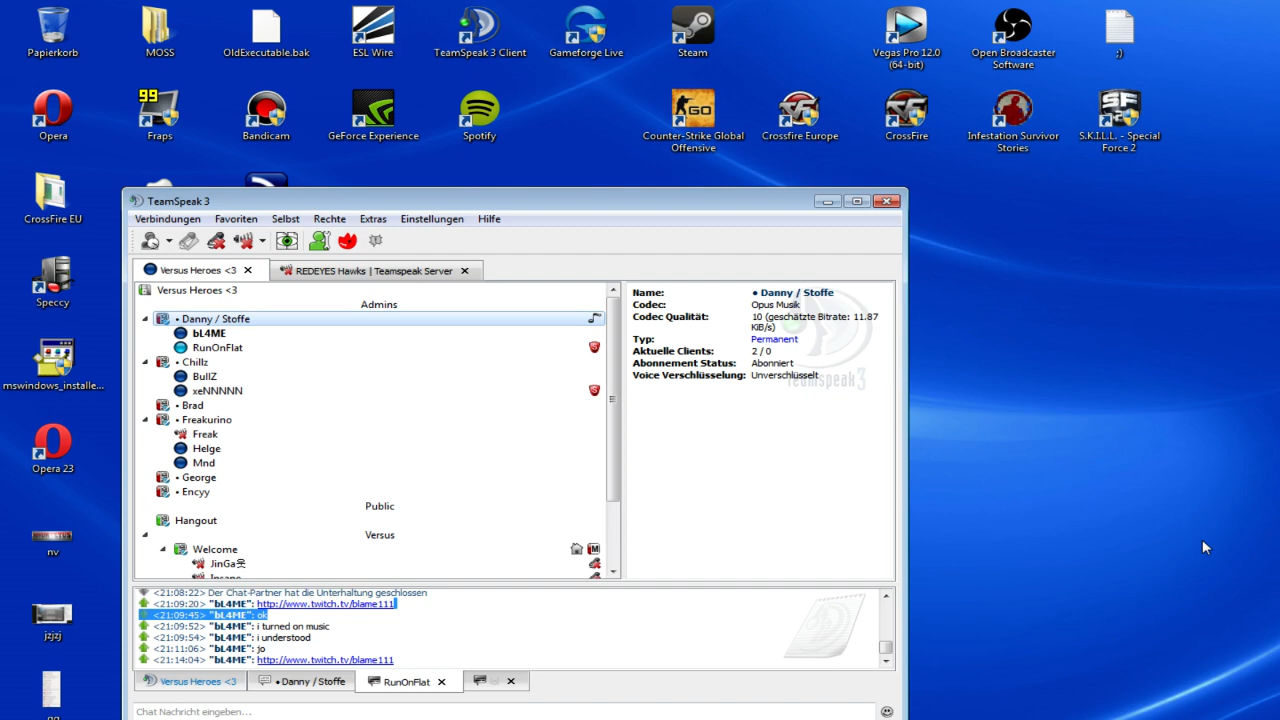 Papierkorb
MOSS
OldExecutable.bak
ESL Wire
TeamSpeak 3 Client
Gameforge Live
Steam
Vegas Pro 12.0
(64-bit)
Open Broadcaster
Software
;)
99
GO
SF
Opera
Fraps
Bandicam
GeForce Experience
Spotify
Counter-Strike Global
Offensive
Crossfire Europe
CrossFire
Infestation Survivor
Stories
S.K.I.L.L. - Special
Force 2
CrossFire EU
Speccy
mswindows_installe...
Opera 23
nv
jzjzj
TeamSpeak 3
Verbindungen Favoriten Selbst Rechte Extras Einstellungen Hilfe
Versus Heroes <3
REDEYES Hawks | Teamspeak Server
Versus Heroes <3
Admins
• Danny / Stoffe
bL4ME
RunOnFlat
• Chillz
BullZ
xeNNNNN
• Brad
• Freakurino
Freak
Helge
Mnd
• George
• Encyy
Public
Hangout
Versus
Welcome
M
JinGa웃
Insane
Name: • Danny / Stoffe
Codec: Opus Musik
Codec Qualität: 10 (geschätzte Bitrate: 11.87
KiB/s)
Typ: Permanent
Aktuelle Clients: 2 / 0
Abonnement Status: Abonniert
Voice Verschlüsselung: Unverschlüsselt
teamspeak3
<21:08:22> Der Chat-Partner hat die Unterhaltung geschlossen
<21:09:20> "bL4ME": http://www.twitch.tv/blame111
<21:09:45> "bL4ME": ok
<21:09:52> "bL4ME": i turned on music
<21:09:54> "bL4ME": i understood
<21:11:06> "bL4ME": jo
<21:14:04> "bL4ME": http://www.twitch.tv/blame111
Versus Heroes <3
• Danny / Stoffe
RunOnFlat
Chat Nachricht eingeben...